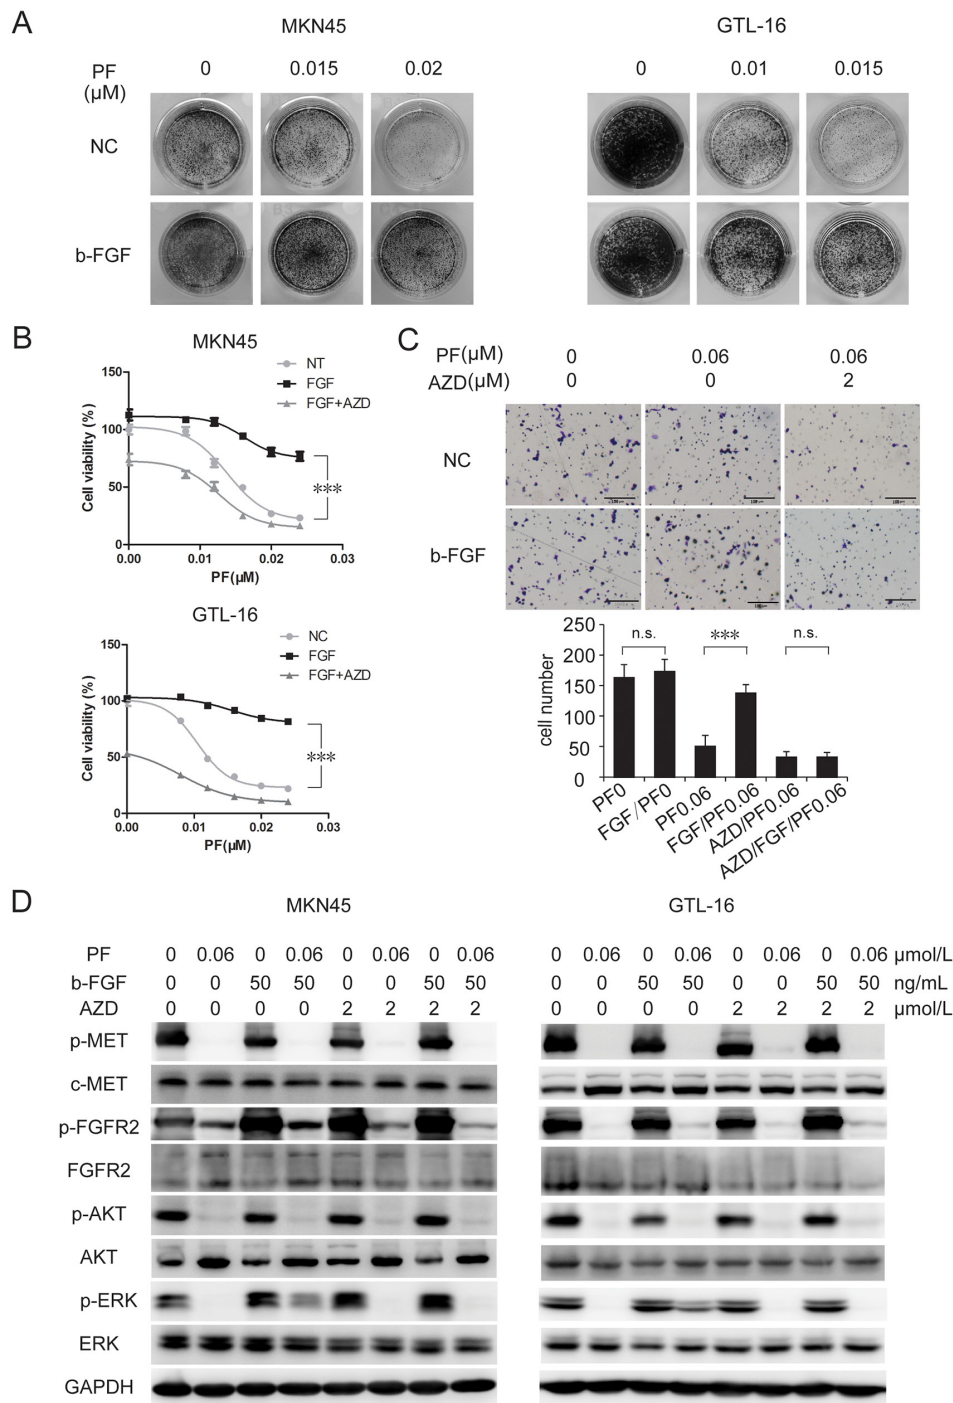 A
MKN45
GTL-16
PF
(µM)
0
0.015
0.02
0
0.01
0.015
NC
b-FGF
B
MKN45
NT
FGF
FGF+AZD
150
100
50
0
Cell viability (%)
***
0.00
0.01
0.02
0.03
PF(µM)
GTL-16
NC
FGF
FGF+AZD
150
100
50
0
Cell viability (%)
***
0.00
0.01
0.02
0.03
PF(µM)
C
PF(µM)
0
0.06
0.06
AZD(µM)
0
0
2
NC
b-FGF
250
200
150
100
50
0
cell number
n.s.
***
n.s.
PF0
FGF/PF0
PF0.06
FGF/PF0.06
AZD/PF0.06
AZD/FGF/PF0.06
D
MKN45
GTL-16
PF 0 0.06 0 0.06 0 0.06 0 0.06 0 0.06 0 0.06 0 0.06 0 0.06 µmol/L
b-FGF 0 0 50 50 0 0 50 50 0 0 50 50 0 0 50 50 ng/mL
AZD 0 0 0 0 2 2 2 2 0 0 0 0 2 2 2 2 µmol/L
p-MET
c-MET
p-FGFR2
FGFR2
p-AKT
AKT
p-ERK
ERK
GAPDH